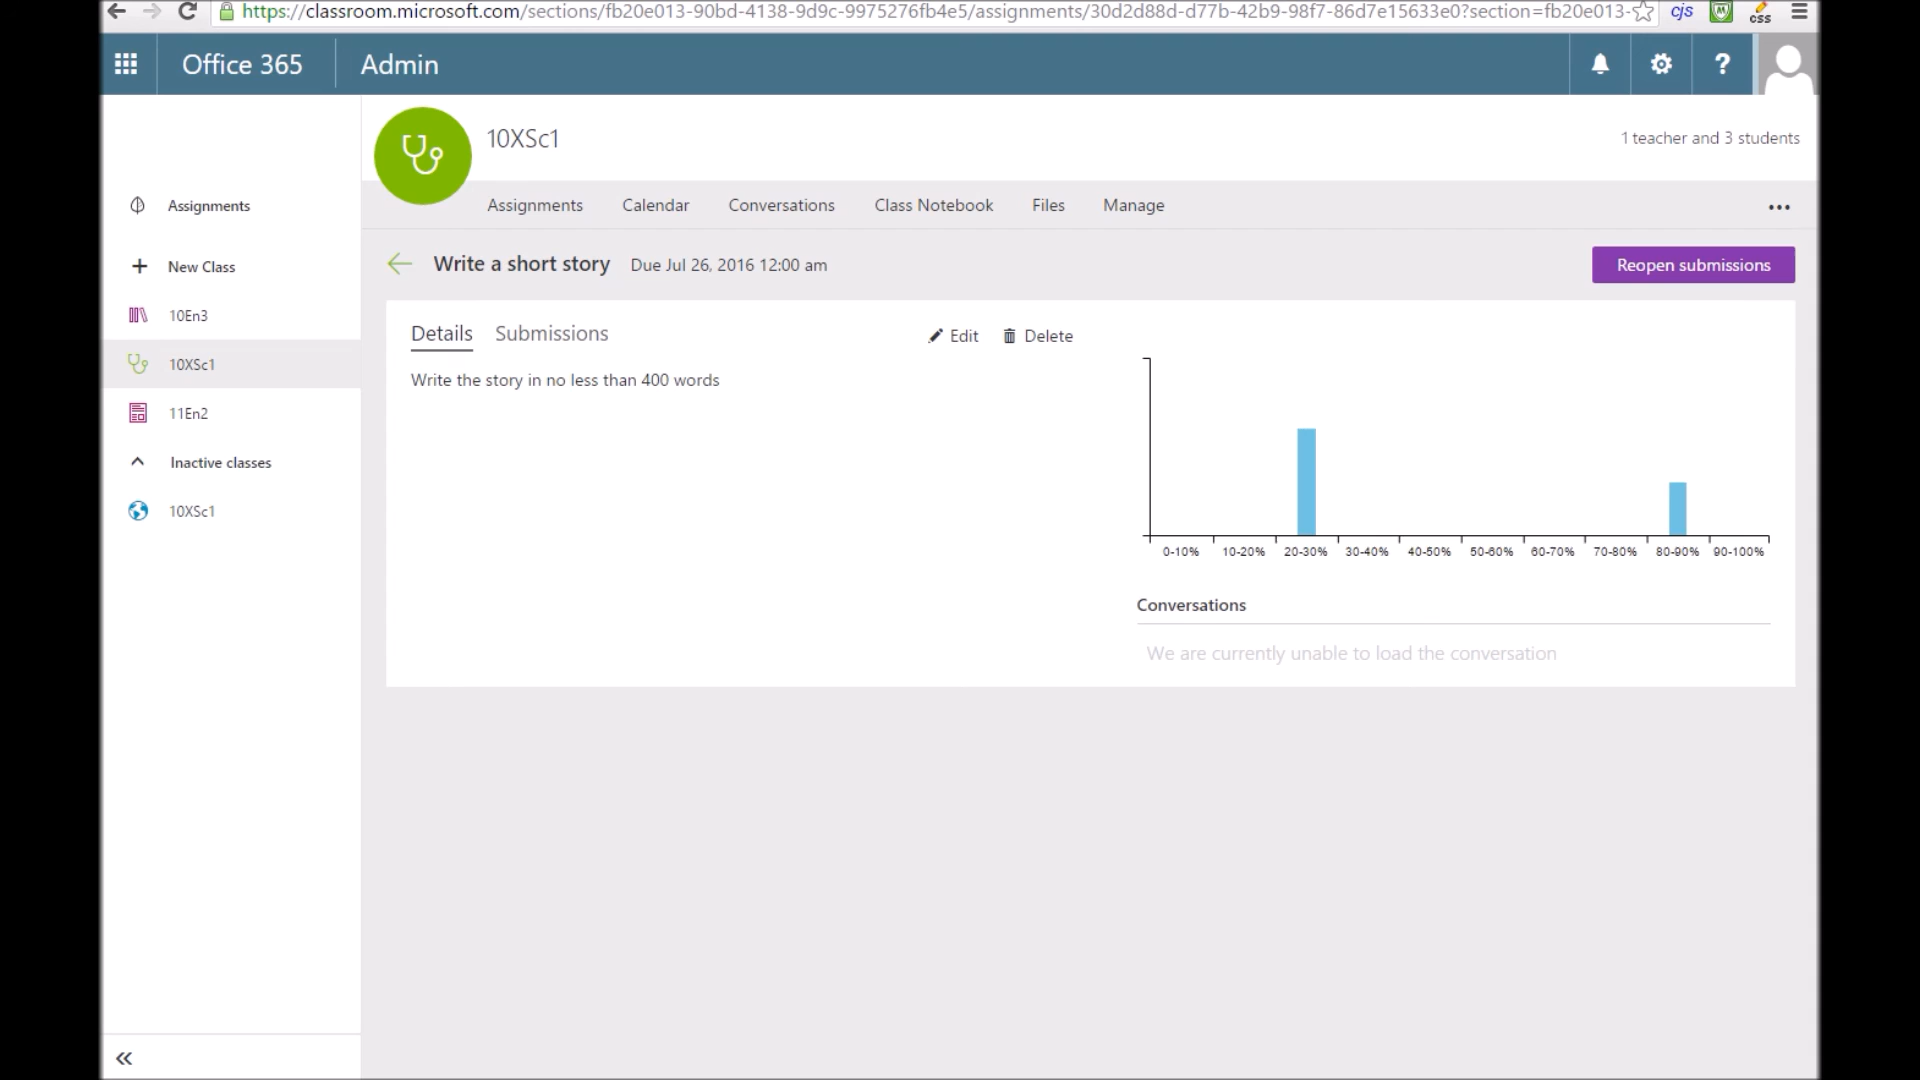 https://classroom.microsoft.com/sections/fb20e013-90bd-4138-9d9c-9975276fb4e5/assignments/30d2d88d-d77b-42b9-98f7-86d7e15633e0?section=fb20e013-
cjs
css
Office 365
Admin
?
10XSc1
1 teacher and 3 students
Assignments
Calendar
Conversations
Class Notebook
Files
Manage
Assignments
New Class
10En3
10XSc1
11En2
Inactive classes
10XSc1
Write a short story
Due Jul 26, 2016 12:00 am
Reopen submissions
Details
Submissions
Edit
Delete
Write the story in no less than 400 words
0-10% 10-20% 20-30% 30-40% 40-50% 50-60% 60-70% 70-80% 80-90% 90-100%
Conversations
We are currently unable to load the conversation